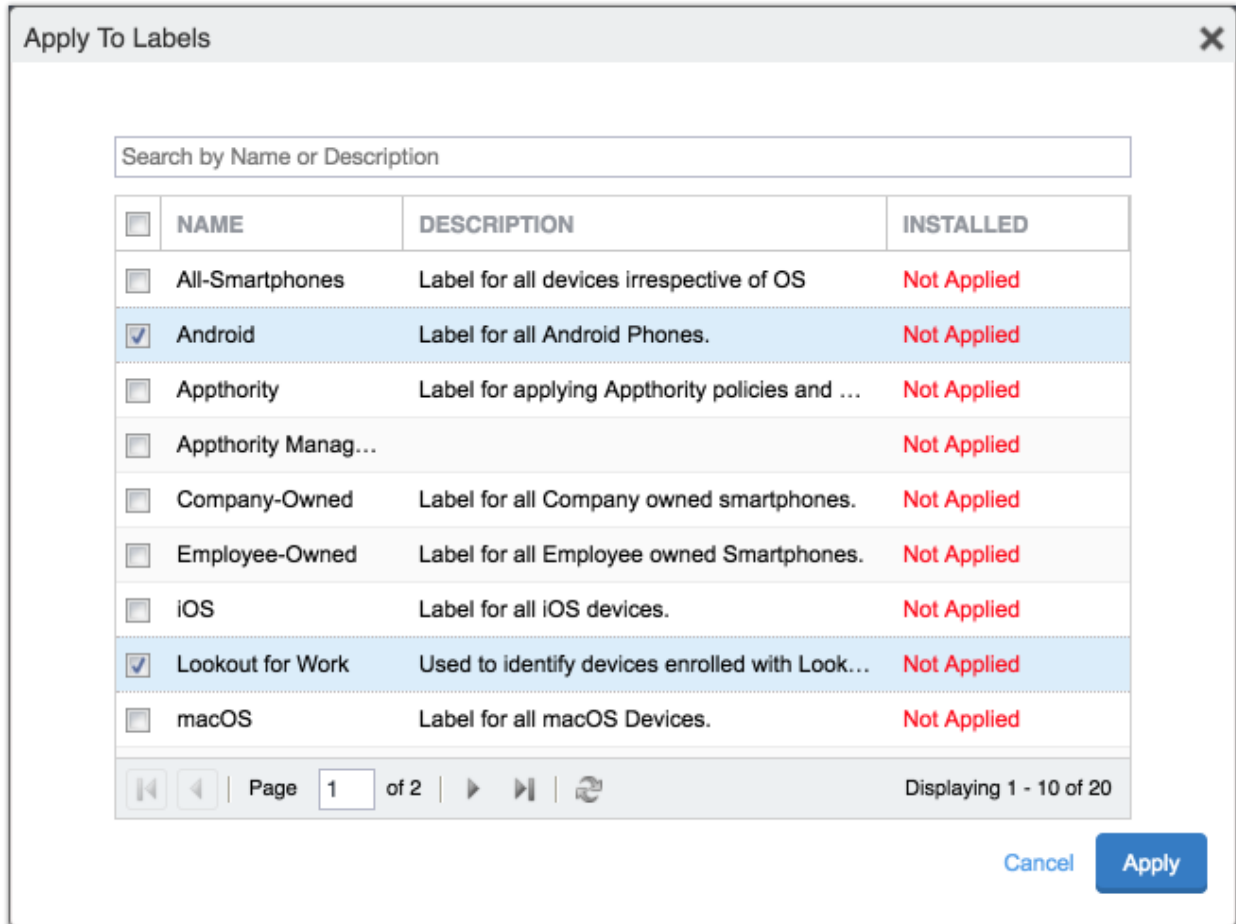 Apply To Labels
Search by Name or Description
NAME DESCRIPTION INSTALLED
All-Smartphones Label for all devices irrespective of OS Not Applied
Android Label for all Android Phones. Not Applied
Appthority Label for applying Appthority policies and … Not Applied
Appthority Manag… Not Applied
Company-Owned Label for all Company owned smartphones. Not Applied
Employee-Owned Label for all Employee owned Smartphones. Not Applied
iOS Label for all iOS devices. Not Applied
Lookout for Work Used to identify devices enrolled with Look… Not Applied
macOS Label for all macOS Devices. Not Applied
Page 1 of 2 Displaying 1 - 10 of 20
Cancel Apply